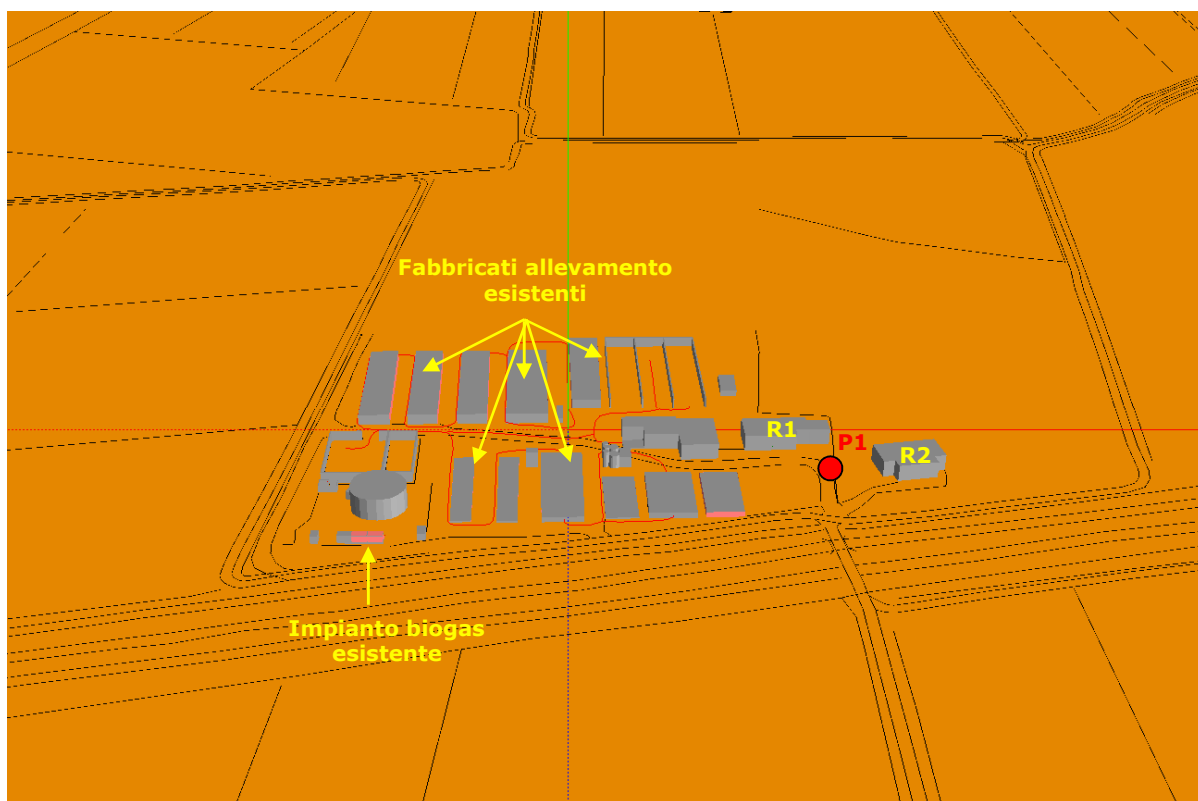 Fabbricati allevamento
esistenti
R1
P1
R2
Impianto biogas
esistente